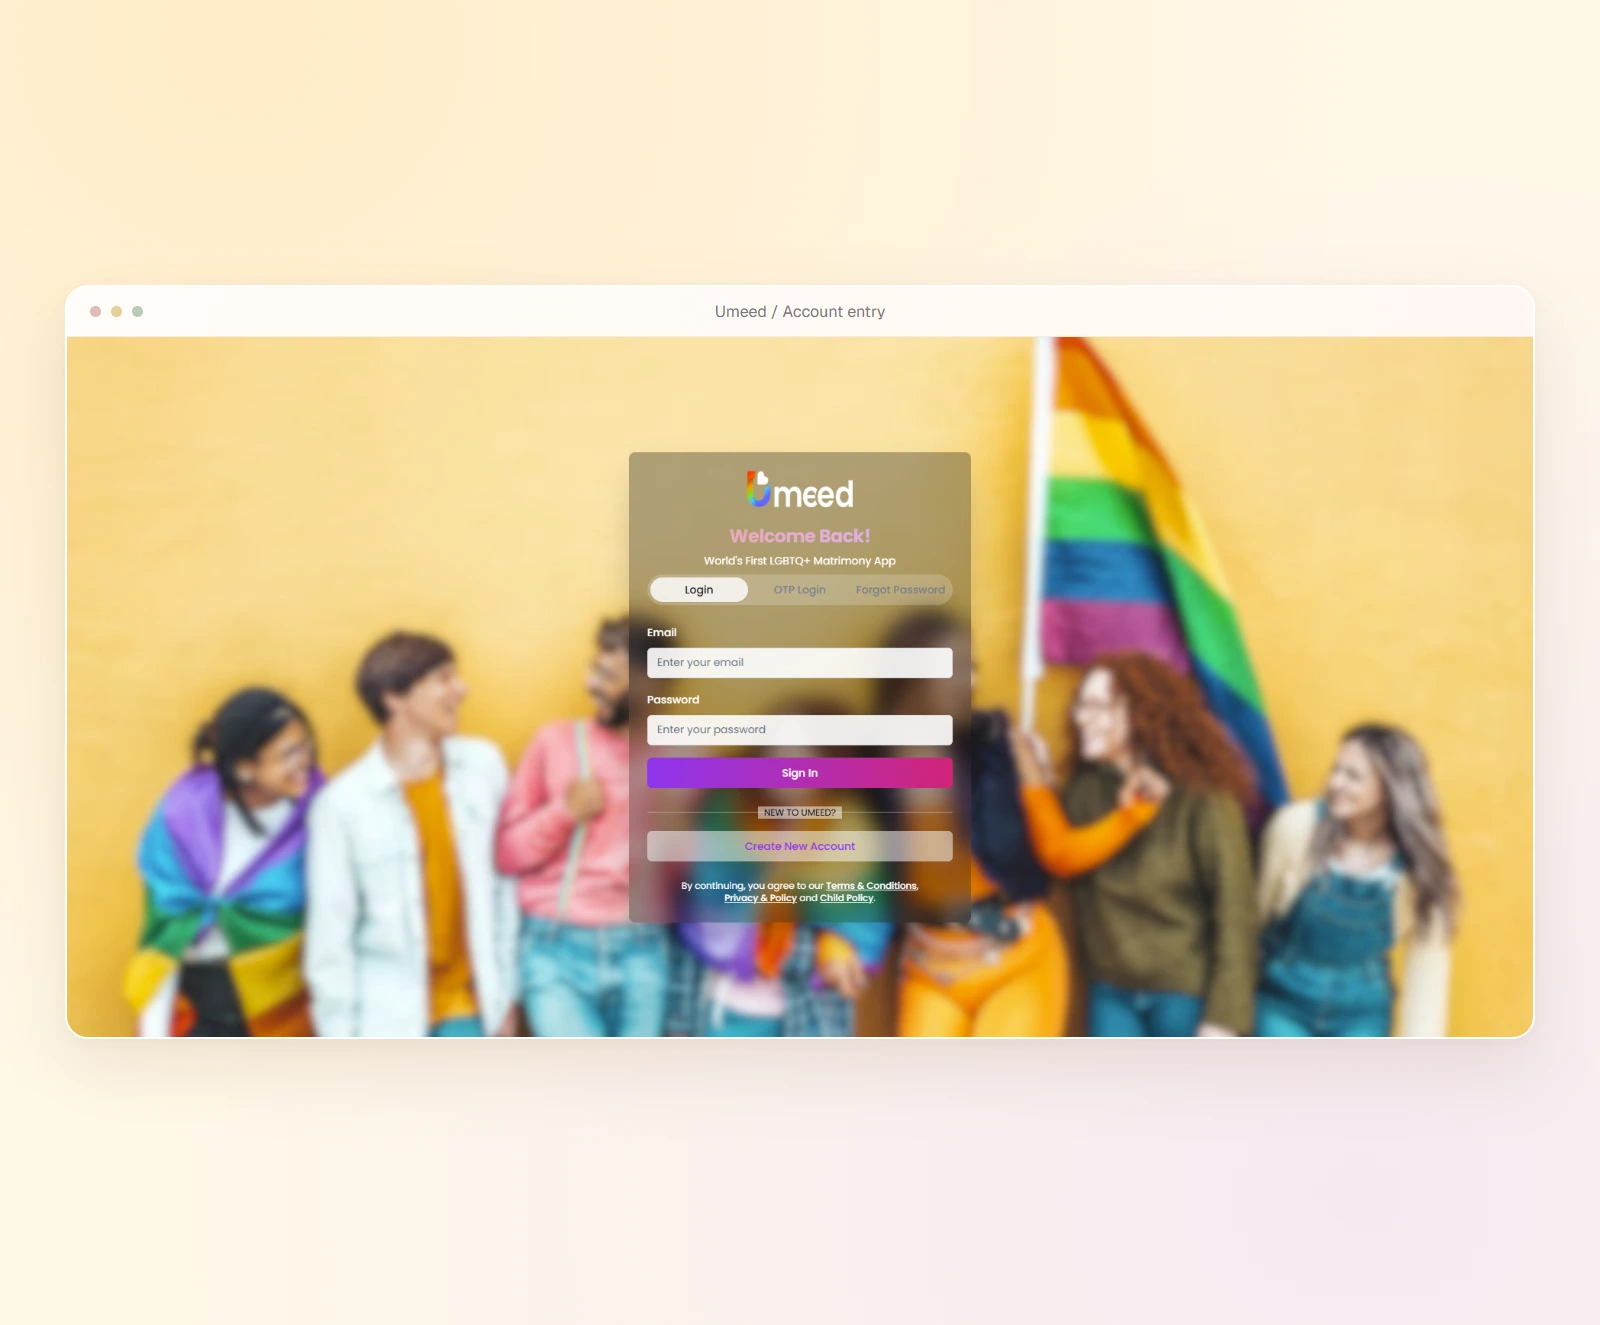 Umeed / Account entry
Umeed
Welcome Back!
World's First LGBTQ+ Matrimony App
Login OTP Login Forgot Password
Email
Enter your email
Password
Enter your password
Sign In
NEW TO UMEED?
Create New Account
By continuing, you agree to our Terms & Conditions,
Privacy & Policy and Child Policy.